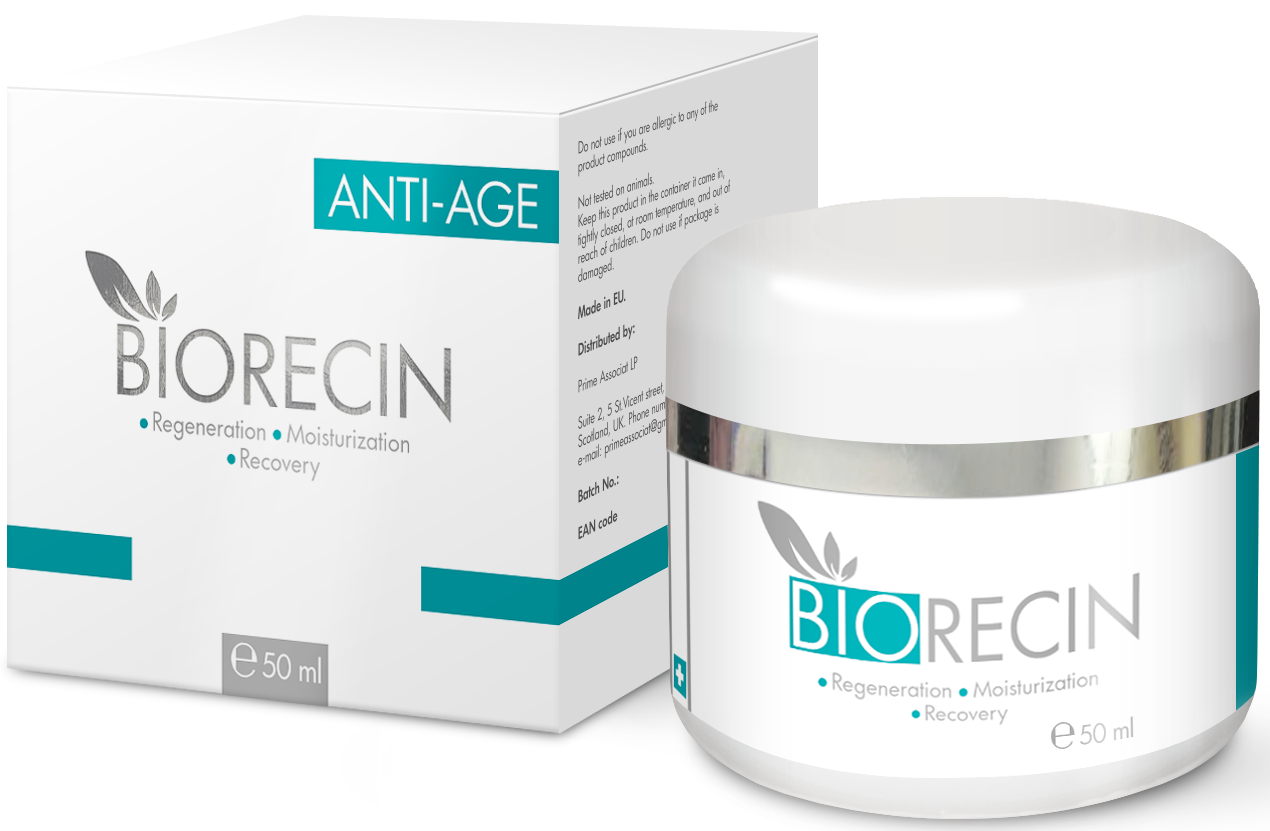 ANTI-AGE
BIORECIN
•Regeneration •Moisturization
•Recovery
℮ 50 ml
Do not use if you are allergic to any of the
product compounds.
Not tested on animals.
Keep this product in the container it came in,
tightly closed, at room temperature, and out of
reach of children. Do not use if package is
damaged.
Made in EU.
Distributed by:
Prime Associat LP
Suite 2, 5 St.Vicent street,
Scotland, UK. Phone num
e-mail: primeassociat@gm
Batch No.:
EAN code
BIORECIN
•Regeneration •Moisturization
•Recovery
℮ 50 ml